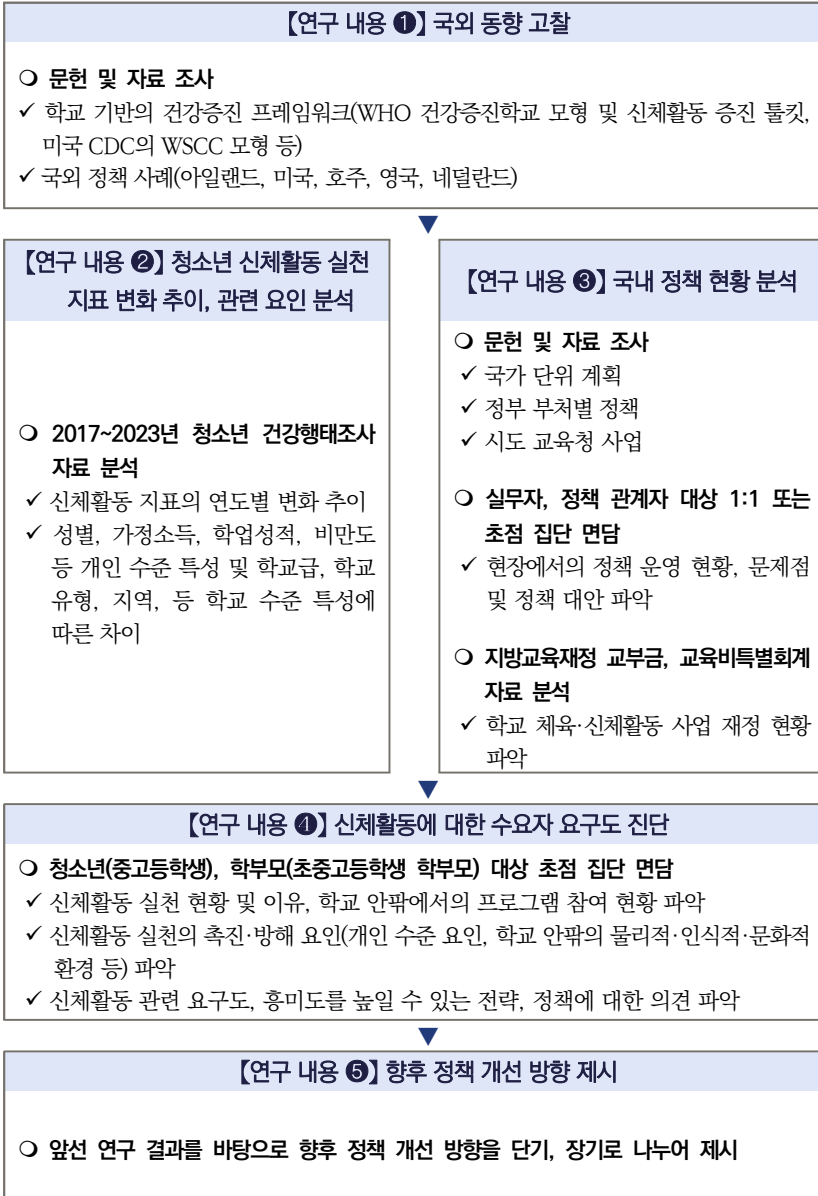 【연구 내용 ❶】 국외 동향 고찰
❍ 문헌 및 자료 조사
✓ 학교 기반의 건강증진 프레임워크(WHO 건강증진학교 모형 및 신체활동 증진 툴킷,
미국 CDC의 WSCC 모형 등)
✓ 국외 정책 사례(아일랜드, 미국, 호주, 영국, 네덜란드)
▼
【연구 내용 ❷】 청소년 신체활동 실천
지표 변화 추이, 관련 요인 분석
❍ 2017~2023년 청소년 건강행태조사
자료 분석
✓ 신체활동 지표의 연도별 변화 추이
✓ 성별, 가정소득, 학업성적, 비만도
등 개인 수준 특성 및 학교급, 학교
유형, 지역, 등 학교 수준 특성에
따른 차이
【연구 내용 ❸】 국내 정책 현황 분석
❍ 문헌 및 자료 조사
✓ 국가 단위 계획
✓ 정부 부처별 정책
✓ 시도 교육청 사업
❍ 실무자, 정책 관계자 대상 1:1 또는
초점 집단 면담
✓ 현장에서의 정책 운영 현황, 문제점
및 정책 대안 파악
❍ 지방교육재정 교부금, 교육비특별회계
자료 분석
✓ 학교 체육·신체활동 사업 재정 현황
파악
▼
【연구 내용 ❹】 신체활동에 대한 수요자 요구도 진단
❍ 청소년(중고등학생), 학부모(초중고등학생 학부모) 대상 초점 집단 면담
✓ 신체활동 실천 현황 및 이유, 학교 안팎에서의 프로그램 참여 현황 파악
✓ 신체활동 실천의 촉진·방해 요인(개인 수준 요인, 학교 안팎의 물리적·인식적·문화적
환경 등) 파악
✓ 신체활동 관련 요구도, 흥미도를 높일 수 있는 전략, 정책에 대한 의견 파악
▼
【연구 내용 ❺】 향후 정책 개선 방향 제시
❍ 앞선 연구 결과를 바탕으로 향후 정책 개선 방향을 단기, 장기로 나누어 제시